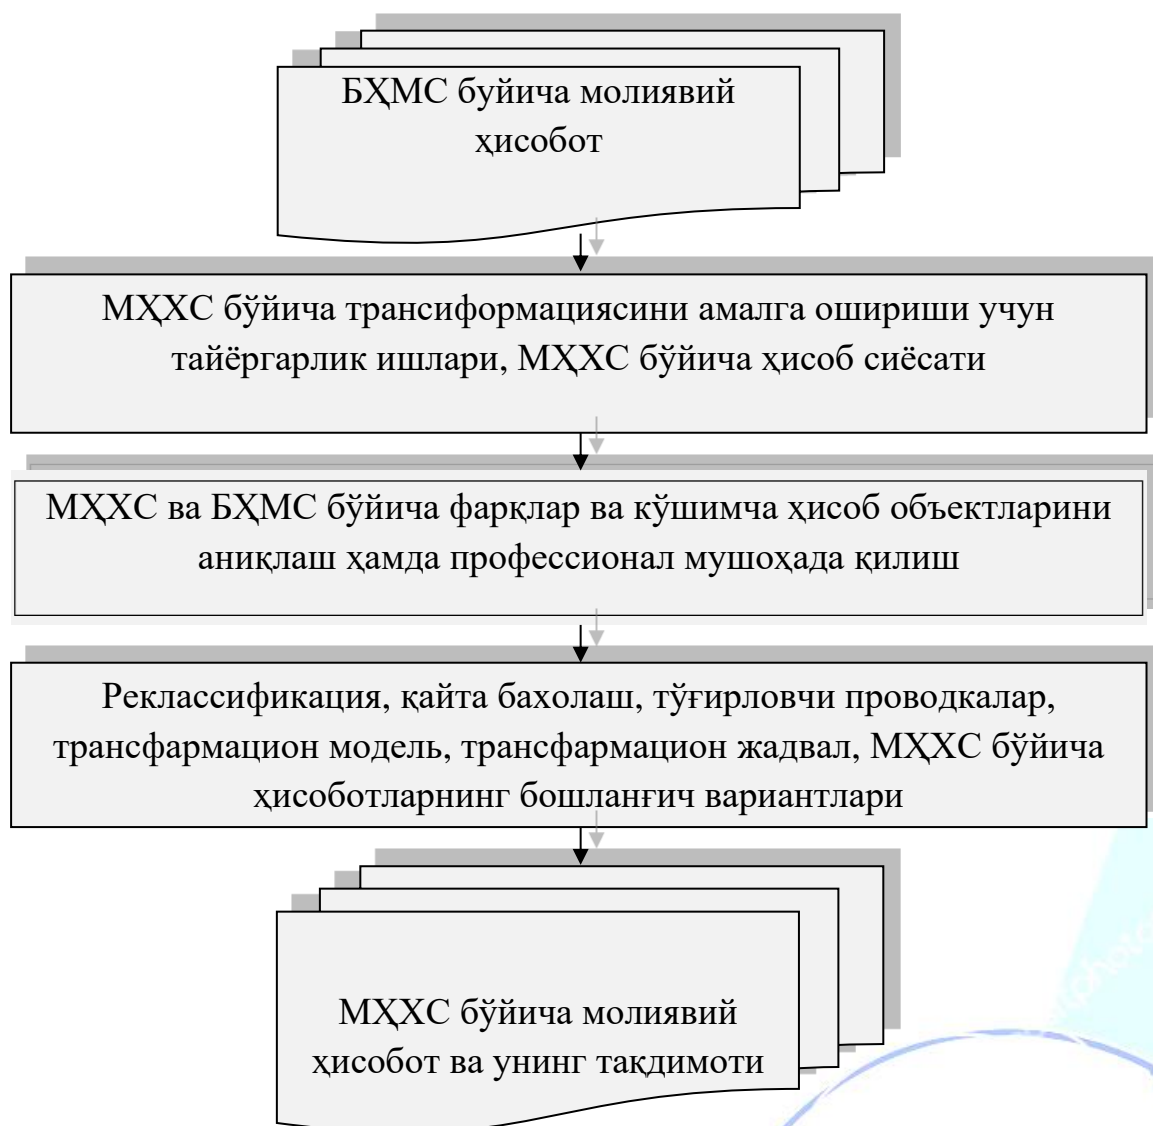 БҲМС буйича молиявий
ҳисобот
МҲХС бўйича трансиформациясини амалга ошириши учун
тайёргарлик ишлари, МҲХС бўйича ҳисоб сиёсати
МҲХС ва БҲМС бўйича фарқлар ва кўшимча ҳисоб объектларини
аниқлаш ҳамда профессионал мушоҳада қилиш
Реклассификация, қайта бахолаш, тўғирловчи проводкалар,
трансфармацион модель, трансфармацион жадвал, МҲХС бўйича
ҳисоботларнинг бошланғич вариантлари
МҲХС бўйича молиявий
ҳисобот ва унинг тақдимоти